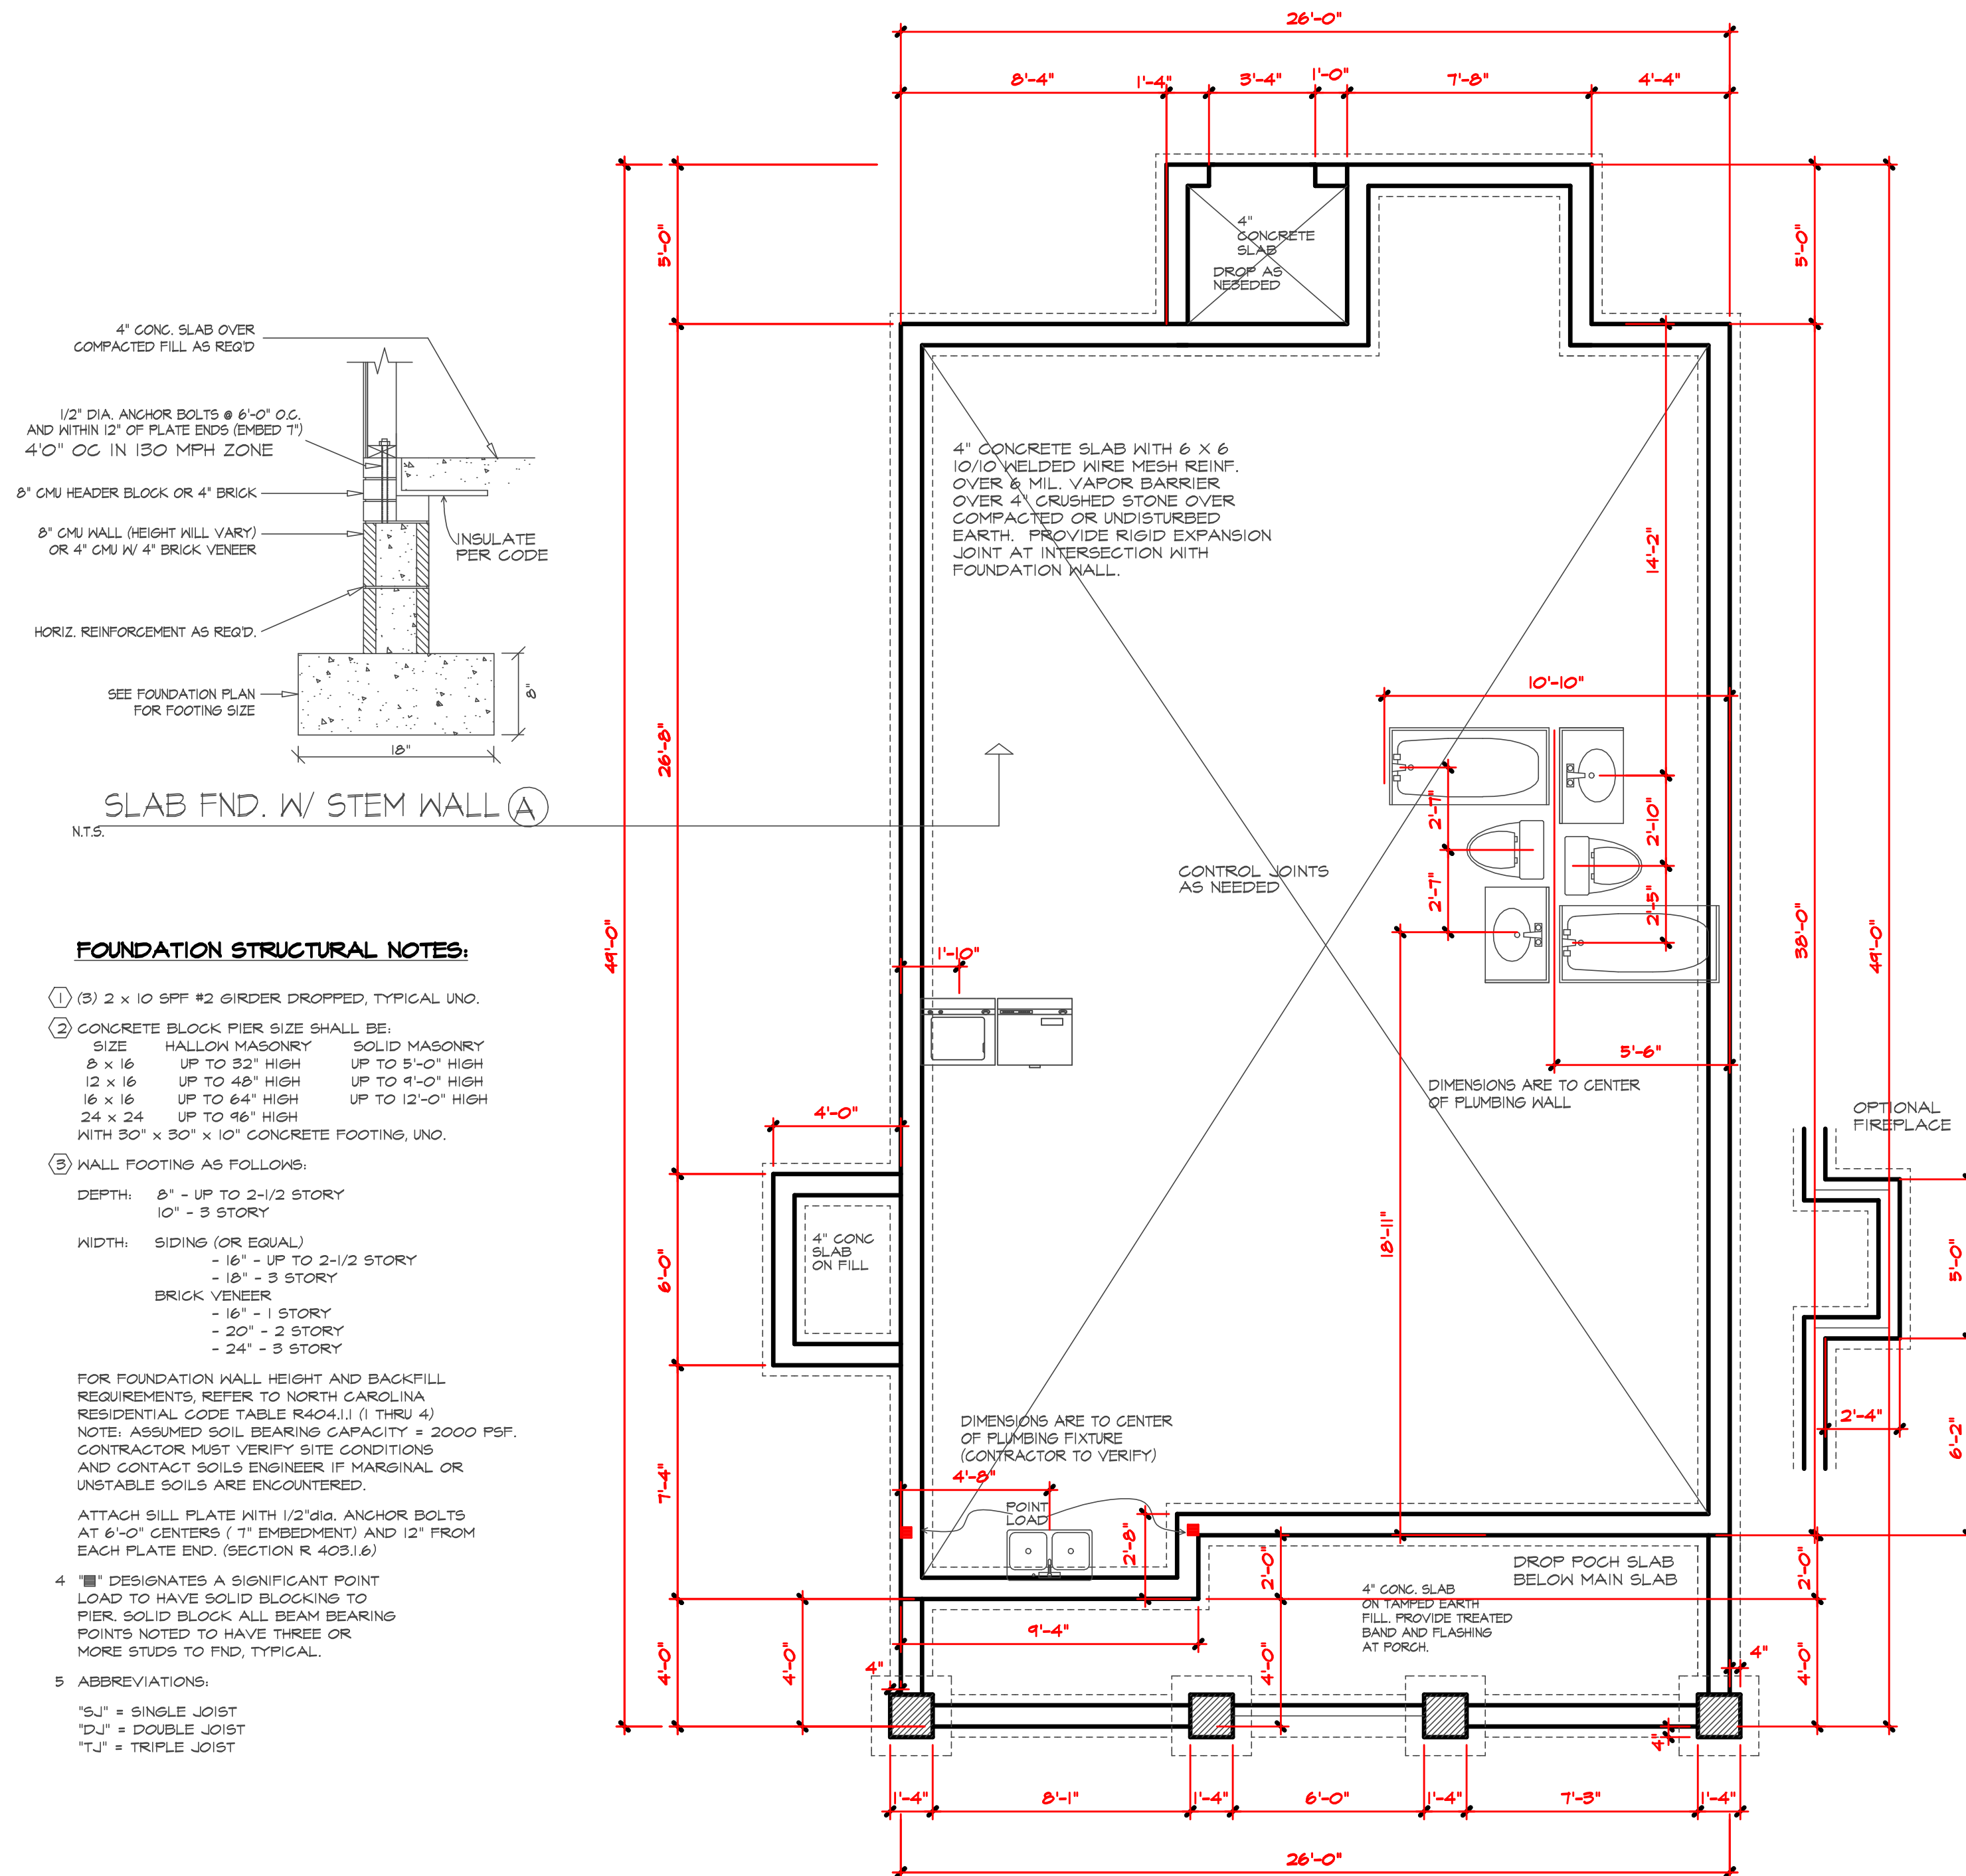 26'-0"
8'-4"
1'-4"
3'-4"
1'-0"
7'-8"
4'-4"
5'-0"
26'-8"
49'-0"
6'-0"
7'-4"
4'-0"
4'-0"
5'-0"
14'-2"
38'-0"
49'-0"
2'-0"
4'-0"
4"
CONCRETE
SLAB
DROP AS
NESEDED
4" CONC. SLAB OVER
COMPACTED FILL AS REQ'D
1/2" DIA. ANCHOR BOLTS @ 6'-0" O.C.
AND WITHIN 12" OF PLATE ENDS (EMBED 7")
4'0" OC IN 130 MPH ZONE
8" CMU HEADER BLOCK OR 4" BRICK
8" CMU WALL (HEIGHT WILL VARY)
OR 4" CMU W/ 4" BRICK VENEER
INSULATE
PER CODE
HORIZ. REINFORCEMENT AS REQ'D.
SEE FOUNDATION PLAN
FOR FOOTING SIZE
8"
18"
SLAB FND. W/ STEM WALL A
N.T.S.
4" CONCRETE SLAB WITH 6 X 6
10/10 WELDED WIRE MESH REINF.
OVER 6 MIL. VAPOR BARRIER
OVER 4" CRUSHED STONE OVER
COMPACTED OR UNDISTURBED
EARTH. PROVIDE RIGID EXPANSION
JOINT AT INTERSECTION WITH
FOUNDATION WALL.
10'-10"
2'-7"
2'-10"
2'-7"
2'-5"
CONTROL JOINTS
AS NEEDED
1'-10"
5'-6"
DIMENSIONS ARE TO CENTER
OF PLUMBING WALL
4'-0"
4" CONC
SLAB
ON FILL
18'-11"
OPTIONAL
FIREPLACE
5'-0"
2'-4"
6'-2"
DIMENSIONS ARE TO CENTER
OF PLUMBING FIXTURE
(CONTRACTOR TO VERIFY)
4'-8"
POINT
LOAD
2'-8"
2'-0"
4'-0"
DROP POCH SLAB
BELOW MAIN SLAB
4" CONC. SLAB
ON TAMPED EARTH
FILL. PROVIDE TREATED
BAND AND FLASHING
AT PORCH.
9'-4"
4"
4"
4"
1'-4"
8'-1"
1'-4"
6'-0"
1'-4"
7'-3"
1'-4"
26'-0"
FOUNDATION STRUCTURAL NOTES:
1 (3) 2 x 10 SPF #2 GIRDER DROPPED, TYPICAL UNO.
2 CONCRETE BLOCK PIER SIZE SHALL BE:
SIZE HALLOW MASONRY SOLID MASONRY
8 x 16 UP TO 32" HIGH UP TO 5'-0" HIGH
12 x 16 UP TO 48" HIGH UP TO 9'-0" HIGH
16 x 16 UP TO 64" HIGH UP TO 12'-0" HIGH
24 x 24 UP TO 96" HIGH
WITH 30" x 30" x 10" CONCRETE FOOTING, UNO.
3 WALL FOOTING AS FOLLOWS:
DEPTH: 8" - UP TO 2-1/2 STORY
10" - 3 STORY
WIDTH: SIDING (OR EQUAL)
- 16" - UP TO 2-1/2 STORY
- 18" - 3 STORY
BRICK VENEER
- 16" - 1 STORY
- 20" - 2 STORY
- 24" - 3 STORY
FOR FOUNDATION WALL HEIGHT AND BACKFILL
REQUIREMENTS, REFER TO NORTH CAROLINA
RESIDENTIAL CODE TABLE R404.1.1 (1 THRU 4)
NOTE: ASSUMED SOIL BEARING CAPACITY = 2000 PSF.
CONTRACTOR MUST VERIFY SITE CONDITIONS
AND CONTACT SOILS ENGINEER IF MARGINAL OR
UNSTABLE SOILS ARE ENCOUNTERED.
ATTACH SILL PLATE WITH 1/2"dia. ANCHOR BOLTS
AT 6'-0" CENTERS ( 7" EMBEDMENT) AND 12" FROM
EACH PLATE END. (SECTION R 403.1.6)
4 "▤" DESIGNATES A SIGNIFICANT POINT
LOAD TO HAVE SOLID BLOCKING TO
PIER. SOLID BLOCK ALL BEAM BEARING
POINTS NOTED TO HAVE THREE OR
MORE STUDS TO FND, TYPICAL.
5 ABBREVIATIONS:
"SJ" = SINGLE JOIST
"DJ" = DOUBLE JOIST
"TJ" = TRIPLE JOIST